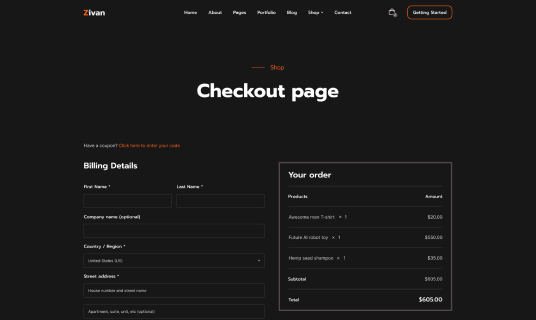 Zivan
Home About Pages Portfolio Blog Shop Contact Getting Started
Shop
Checkout page
Have a coupon? Click here to enter your code
Billing Details
First Name * Last Name *
Company name (optional)
Country / Region *
United States (US)
Street address *
House number and street name
Apartment, suite, unit, etc (optional)
Your order
Products Amount
Awesome men T-shirt × 1 $20.00
Future AI robot toy × 1 $550.00
Hemp seed shampoo × 1 $35.00
Subtotal $605.00
Total $605.00